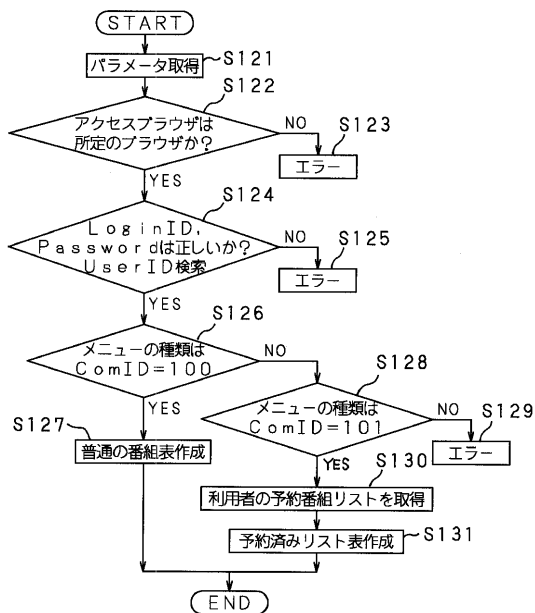 START
パラメータ取得
S121
S122
アクセスブラウザは
所定のブラウザか?
NO
S123
エラー
YES
S124
LoginID,
Passwordは正しいか?
UserID検索
NO
S125
エラー
YES
S126
メニューの種類は
ComID=100
NO
S128
YES
S127
普通の番組表作成
メニューの種類は
ComID=101
NO
S129
エラー
YES
S130
利用者の予約番組リストを取得
予約済みリスト表作成
S131
END